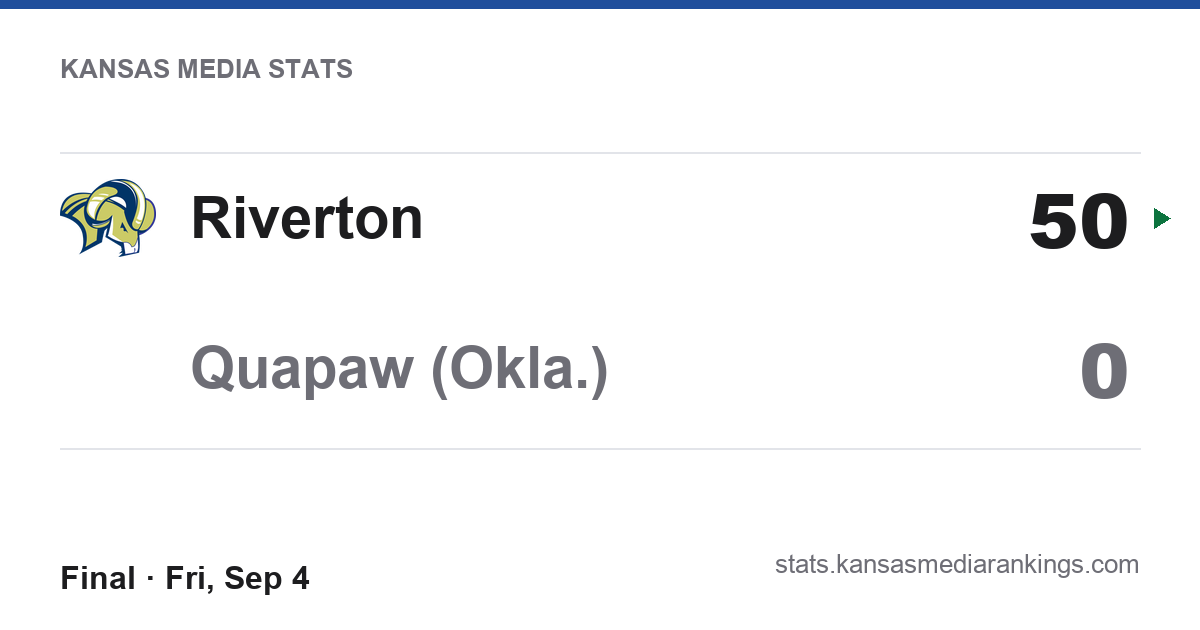 KANSAS MEDIA STATS
Riverton 50
Quapaw (Okla.) 0
Final · Fri, Sep 4
stats.kansasmediarankings.com